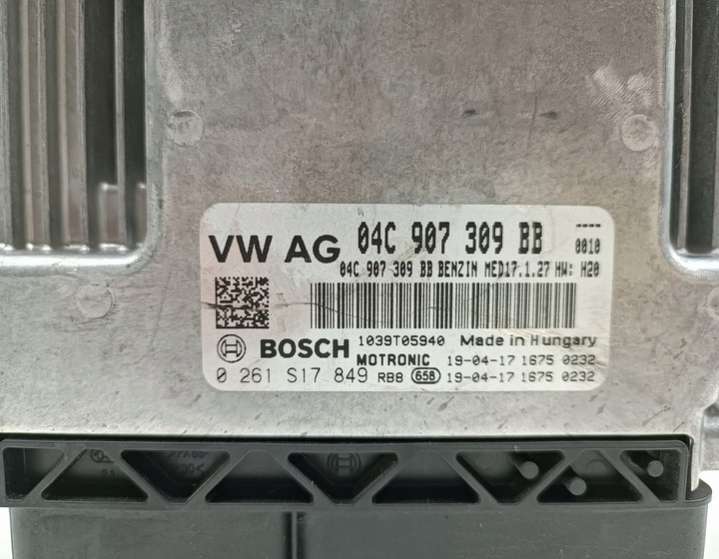 VW AG 04C 907 309 BB ---- 0010
04C 907 309 BB BENZIN MED17.1.27 HW: H20
1039T05940 Made in Hungary
BOSCH MOTRONIC 19-04-17 1675 0232
0 261 S17 849 RB8 658 19-04-17 1675 0232